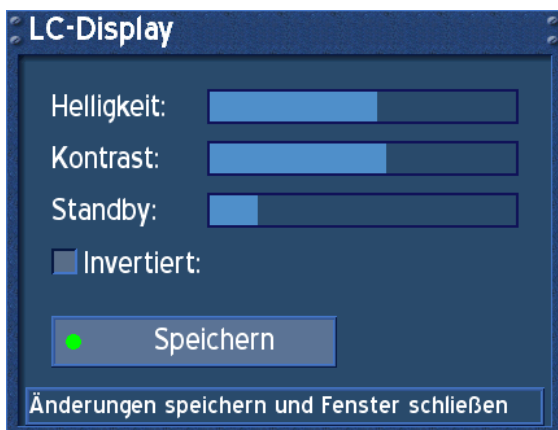 LC-Display
Helligkeit:
Kontrast:
Standby:
Invertiert:
Speichern
Änderungen speichern und Fenster schließen